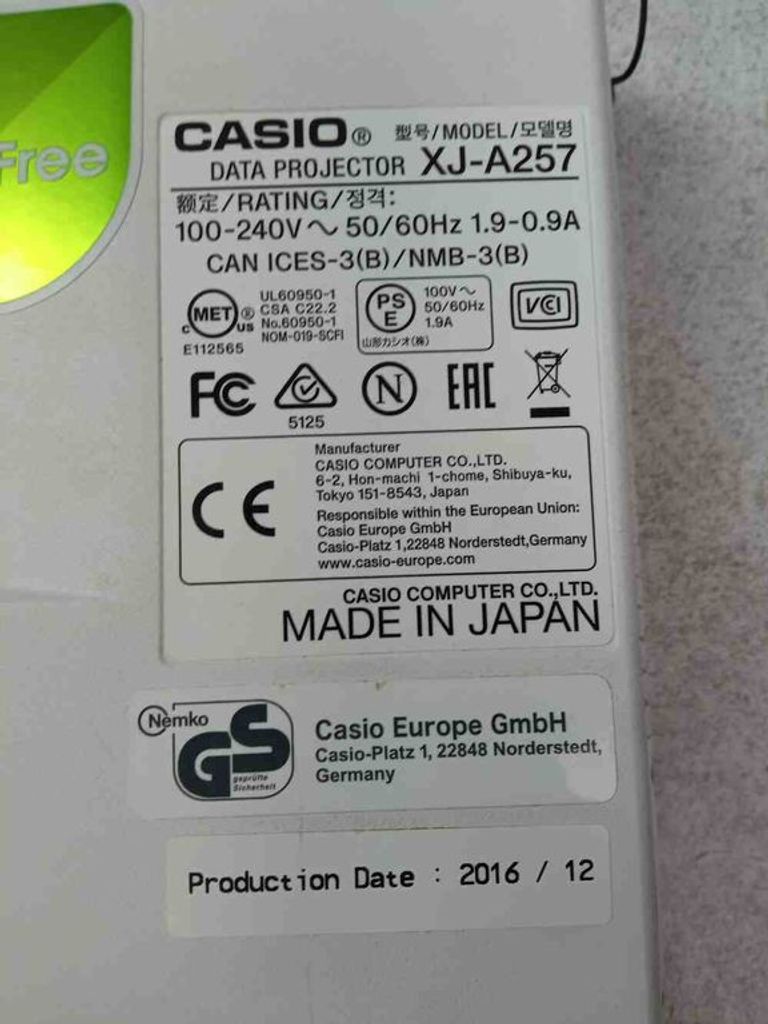 Free
CASIO® 型号/MODEL/모델명
DATA PROJECTOR XJ-A257
额定/RATING/정격:
100-240V～ 50/60Hz 1.9-0.9A
CAN ICES-3(B)/NMB-3(B)
c MET ® US
UL60950-1
CSA C22.2
No.60950-1
NOM-019-SCFI
E112565
PS
E
100V～
50/60Hz
1.9A
山形カシオ(株)
VCI
FC
5125
N
EAC
CE
Manufacturer
CASIO COMPUTER CO.,LTD.
6-2, Hon-machi 1-chome, Shibuya-ku,
Tokyo 151-8543, Japan
Responsible within the European Union:
Casio Europe GmbH
Casio-Platz 1,22848 Norderstedt,Germany
www.casio-europe.com
CASIO COMPUTER CO.,LTD.
MADE IN JAPAN
Nemko
GS
geprüfte
Sicherheit
Casio Europe GmbH
Casio-Platz 1, 22848 Norderstedt,
Germany
Production Date : 2016 / 12